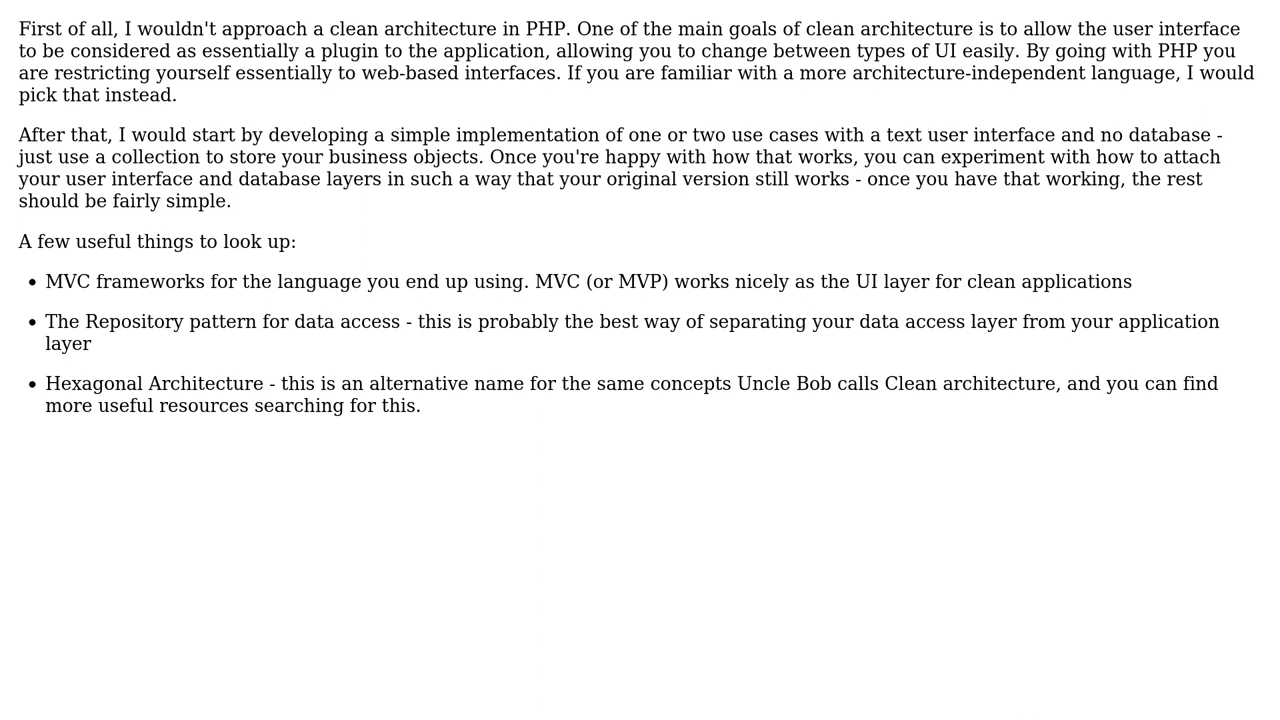 First of all, I wouldn't approach a clean architecture in PHP. One of the main goals of clean architecture is to allow the user interface
to be considered as essentially a plugin to the application, allowing you to change between types of UI easily. By going with PHP you
are restricting yourself essentially to web-based interfaces. If you are familiar with a more architecture-independent language, I would
pick that instead.
After that, I would start by developing a simple implementation of one or two use cases with a text user interface and no database -
just use a collection to store your business objects. Once you're happy with how that works, you can experiment with how to attach
your user interface and database layers in such a way that your original version still works - once you have that working, the rest
should be fairly simple.
A few useful things to look up:
• MVC frameworks for the language you end up using. MVC (or MVP) works nicely as the UI layer for clean applications
• The Repository pattern for data access - this is probably the best way of separating your data access layer from your application
layer
• Hexagonal Architecture - this is an alternative name for the same concepts Uncle Bob calls Clean architecture, and you can find
more useful resources searching for this.